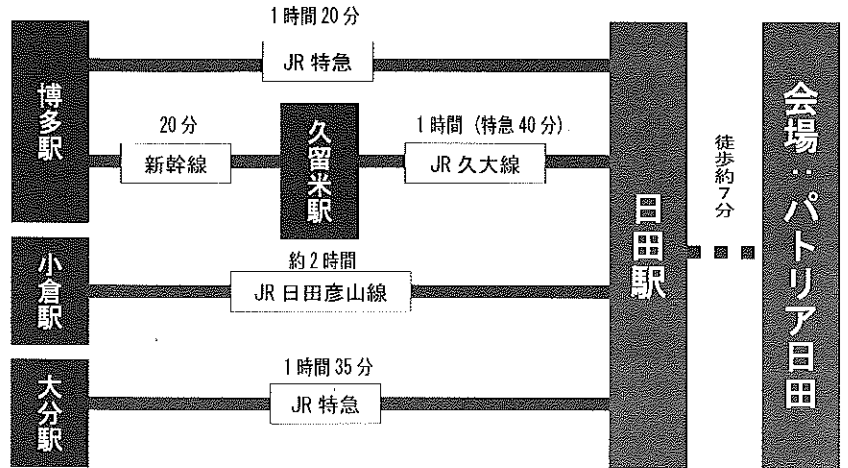 1時間20分
JR特急
博多駅
20分
新幹線
久留米駅
1時間（特急40分）
JR久大線
小倉駅
約2時間
JR日田彦山線
大分駅
1時間35分
JR特急
日田駅
徒歩約7分
会場：パトリア日田